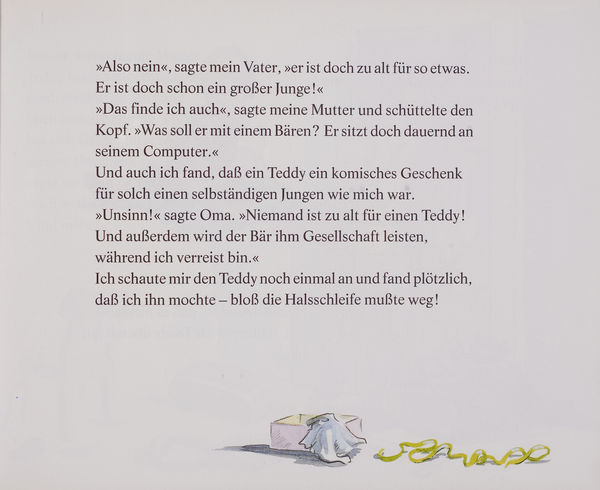 »Also nein«, sagte mein Vater, »er ist doch zu alt für so etwas.
Er ist doch schon ein großer Junge!«
»Das finde ich auch«, sagte meine Mutter und schüttelte den
Kopf. »Was soll er mit einem Bären? Er sitzt doch dauernd an
seinem Computer.«
Und auch ich fand, daß ein Teddy ein komisches Geschenk
für solch einen selbständigen Jungen wie mich war.
»Unsinn!« sagte Oma. »Niemand ist zu alt für einen Teddy!
Und außerdem wird der Bär ihm Gesellschaft leisten,
während ich verreist bin.«
Ich schaute mir den Teddy noch einmal an und fand plötzlich,
daß ich ihn mochte – bloß die Halsschleife mußte weg!